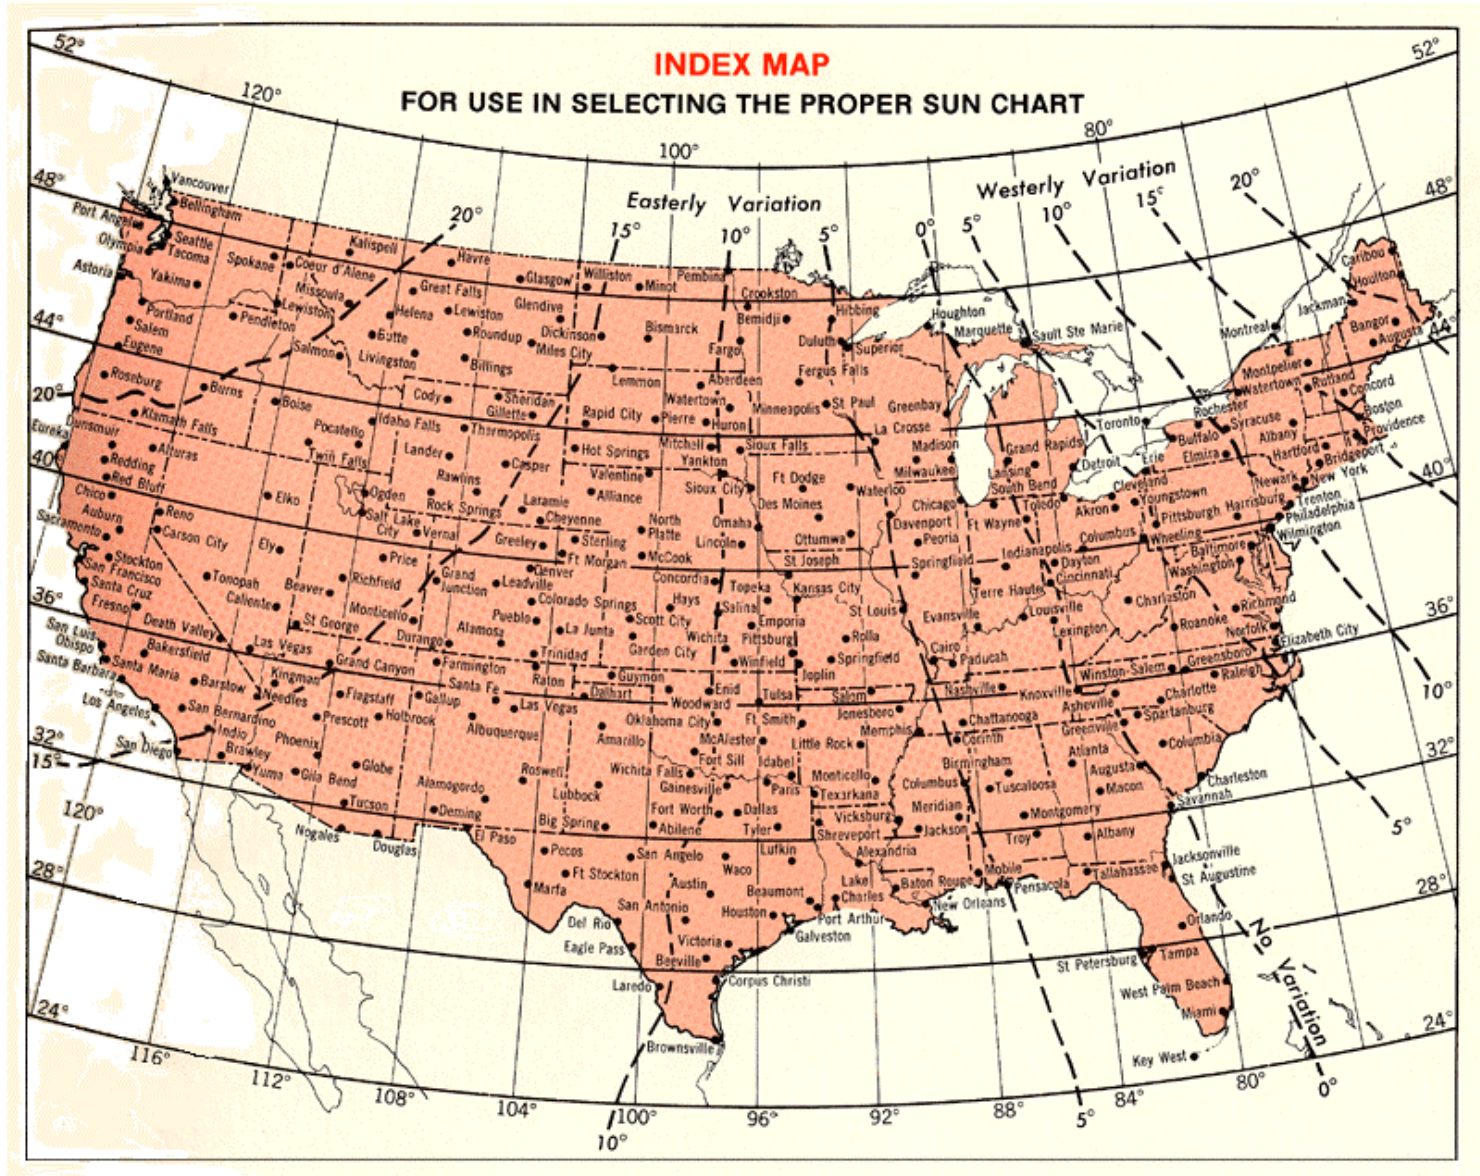 INDEX MAP
FOR USE IN SELECTING THE PROPER SUN CHART
52°
120°
100°
80°
52°
Easterly Variation
Westerly Variation
20°
15°
10°
5°
0°
5°
10°
15°
20°
48°
48°
Vancouver
Bellingham
Port Angeles
Seattle
Olympia
Tacoma
Astoria
Yakima
Spokane
Coeur d'Alene
Kalispell
Havre
Glasgow
Williston
Minot
Pembina
Crookston
Bemidji
Hibbing
Houghton
Marquette
Sault Ste Marie
Montreal
Jackman
Caribou
Houlton
Bangor
Augusta
44°
44°
Portland
Salem
Eugene
Pendleton
Lewiston
Missoula
Great Falls
Helena
Lewiston
Glendive
Dickinson
Bismarck
Fargo
Duluth
Superior
Butte
Roundup
Miles City
Salmon
Livingston
Billings
Lemmon
Aberdeen
Fergus Falls
Montpelier
Watertown
Rutland
Concord
Roseburg
Burns
Boise
Cody
Sheridan
Gillette
Rapid City
Pierre
Watertown
Huron
Minneapolis
St Paul
Greenbay
La Crosse
Toronto
Rochester
Syracuse
Buffalo
Albany
Boston
Providence
20°
Klamath Falls
Idaho Falls
Thermopolis
Eureka
Dunsmuir
Alturas
Pocatello
Twin Falls
Lander
Casper
Hot Springs
Mitchell
Sioux Falls
Yankton
Madison
Milwaukee
Grand Rapids
Lansing
Detroit
Erie
Elmira
Hartford
Bridgeport
New York
Newark
40°
40°
Redding
Red Bluff
Chico
Elko
Ogden
Rawlins
Rock Springs
Laramie
Cheyenne
Valentine
Alliance
Sioux City
Ft Dodge
Des Moines
Waterloo
Chicago
South Bend
Toledo
Cleveland
Akron
Youngstown
Pittsburgh
Harrisburg
Trenton
Philadelphia
Wilmington
Auburn
Reno
Sacramento
Carson City
Salt Lake City
Vernal
Greeley
Sterling
Ft Morgan
North Platte
McCook
Omaha
Lincoln
Ottumwa
Davenport
Peoria
Ft Wayne
Columbus
Wheeling
Baltimore
Washington
Stockton
San Francisco
Santa Cruz
Fresno
Ely
Tonopah
Caliente
Beaver
Price
Richfield
Grand Junction
Denver
Leadville
Colorado Springs
Concordia
St Joseph
Topeka
Kansas City
Springfield
Indianapolis
Terre Haute
Dayton
Cincinnati
Charleston
Richmond
36°
36°
San Luis Obispo
Death Valley
Bakersfield
St George
Monticello
Durango
Pueblo
Alamosa
La Junta
Trinidad
Hays
Scott City
Garden City
Salina
Emporia
Wichita
Pittsburg
Winfield
St Louis
Rolla
Springfield
Joplin
Evansville
Louisville
Lexington
Roanoke
Norfolk
Elizabeth City
Cairo
Paducah
Santa Barbara
Santa Maria
Las Vegas
Grand Canyon
Farmington
Raton
Guymon
Dalhart
Woodward
Enid
Tulsa
Salem
Nashville
Knoxville
Winston-Salem
Greensboro
Raleigh
Los Angeles
Barstow
Kingman
Needles
Flagstaff
Gallup
Santa Fe
Las Vegas
Jonesboro
Asheville
Charlotte
San Bernardino
Prescott
Holbrook
Albuquerque
Amarillo
Oklahoma City
Ft Smith
Memphis
Chattanooga
Greenville
Spartanburg
10°
32°
32°
San Diego
Indio
Brawley
Phoenix
Globe
McAlester
Fort Sill
Little Rock
Corinth
Atlanta
Columbia
15°
Yuma
Gila Bend
Tucson
Alamogordo
Roswell
Lubbock
Wichita Falls
Gainesville
Idabel
Paris
Monticello
Texarkana
Columbus
Birmingham
Tuscaloosa
Augusta
Macon
Charleston
Savannah
120°
Nogales
Douglas
Deming
El Paso
Big Spring
Abilene
Fort Worth
Dallas
Tyler
Shreveport
Vicksburg
Jackson
Meridian
Montgomery
Troy
Albany
5°
28°
28°
Pecos
San Angelo
Waco
Lufkin
Alexandria
Mobile
Pensacola
Tallahassee
Jacksonville
St Augustine
Marfa
Ft Stockton
Austin
Beaumont
Lake Charles
Baton Rouge
New Orleans
Del Rio
San Antonio
Houston
Port Arthur
Galveston
Orlando
Eagle Pass
Victoria
Beeville
St Petersburg
Tampa
Laredo
Corpus Christi
West Palm Beach
Miami
Brownsville
Key West
No Variation
24°
24°
116°
112°
108°
104°
100°
96°
92°
88°
84°
80°
10°
5°
0°